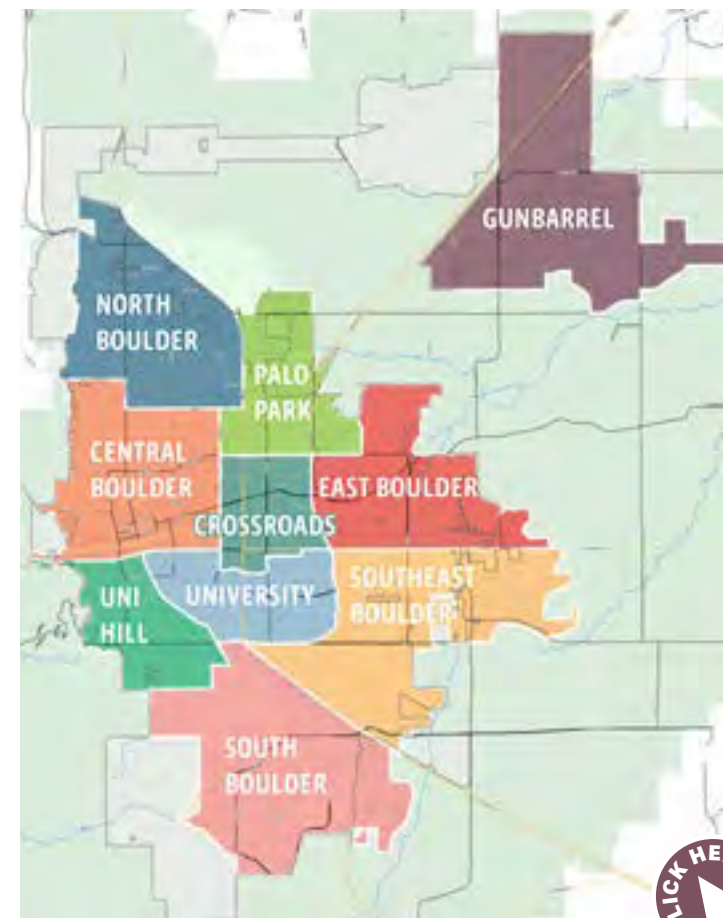 GUNBARREL
NORTH
BOULDER
PALO
PARK
CENTRAL
BOULDER
EAST BOULDER
CROSSROADS
SOUTHEAST
BOULDER
UNI
HILL
UNIVERSITY
SOUTH
BOULDER